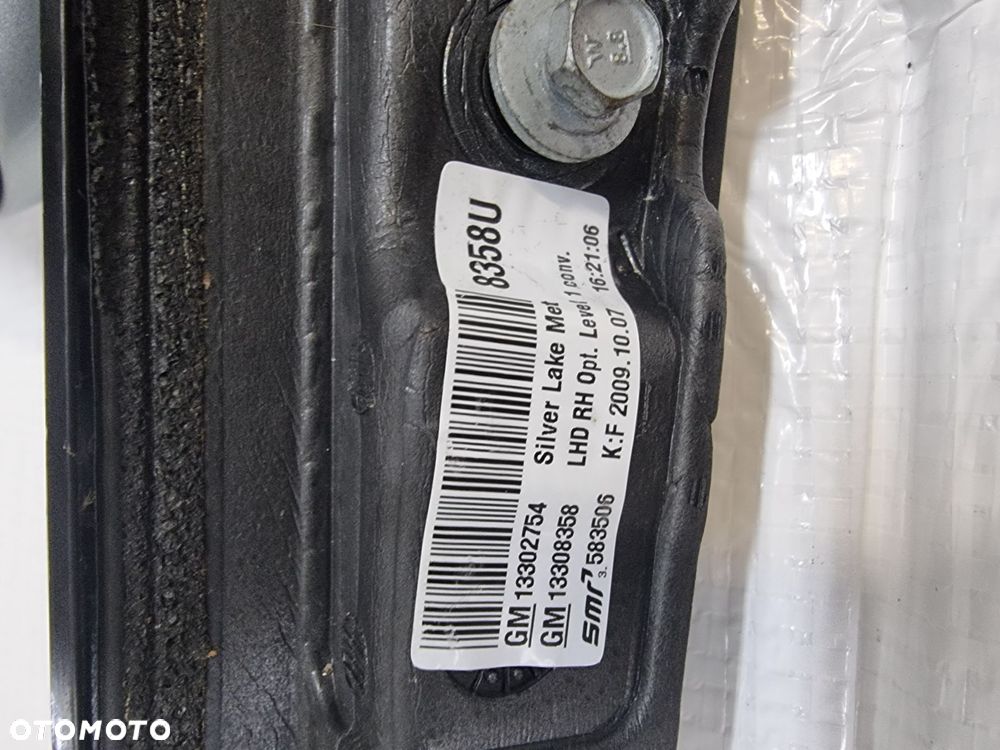 W
8.8
8358U
GM 13302754 Silver Lake Met
GM 13308358 LHD RH Opt. Level 1 conv.
smr 3.583506 K:F 2009.10.07 16:21:06
OTOMOTO